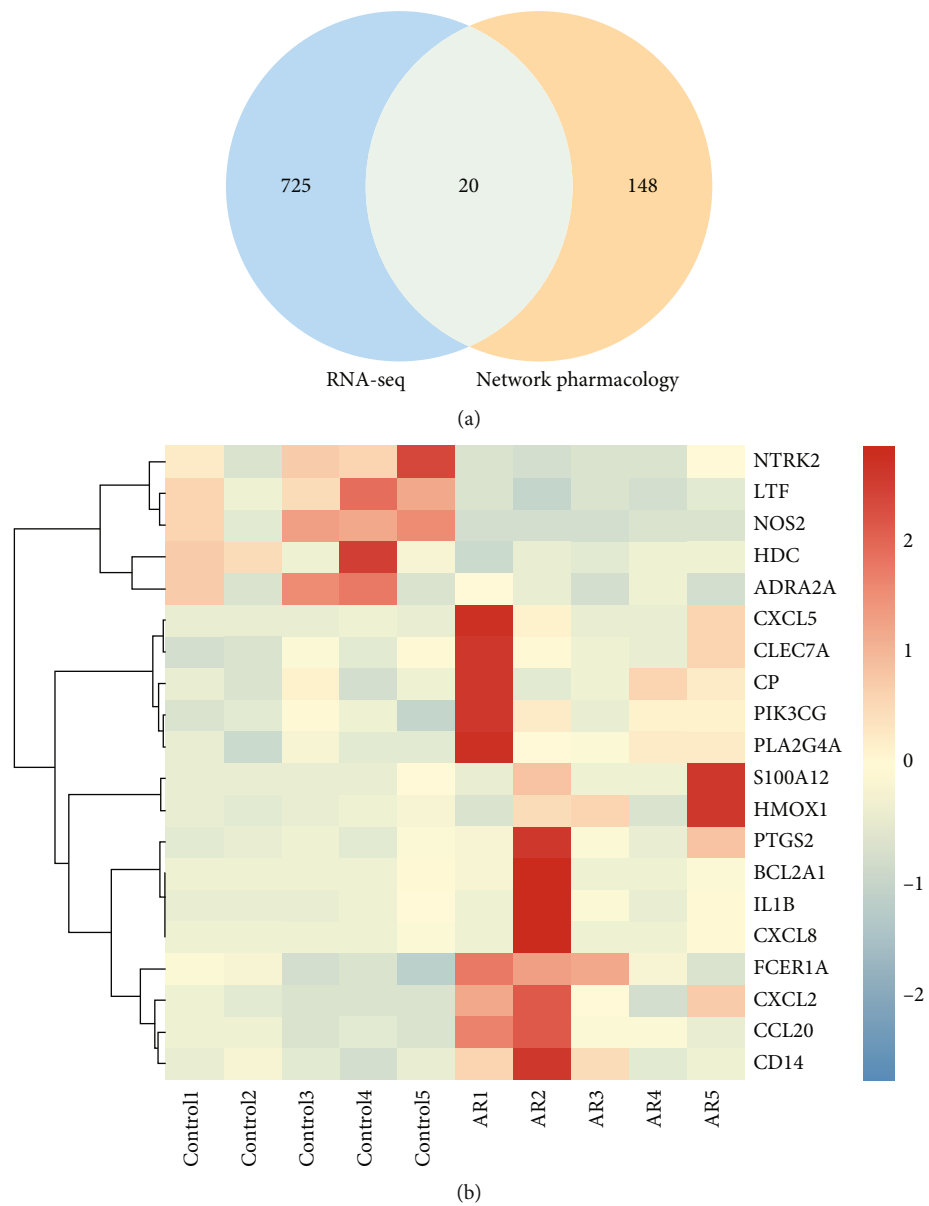 725
20
148
RNA-seq
Network pharmacology
(a)
NTRK2
LTF
NOS2
HDC
ADRA2A
CXCL5
CLEC7A
CP
PIK3CG
PLA2G4A
S100A12
HMOX1
PTGS2
BCL2A1
IL1B
CXCL8
FCER1A
CXCL2
CCL20
CD14
2
1
0
–1
–2
Control1
Control2
Control3
Control4
Control5
AR1
AR2
AR3
AR4
AR5
(b)